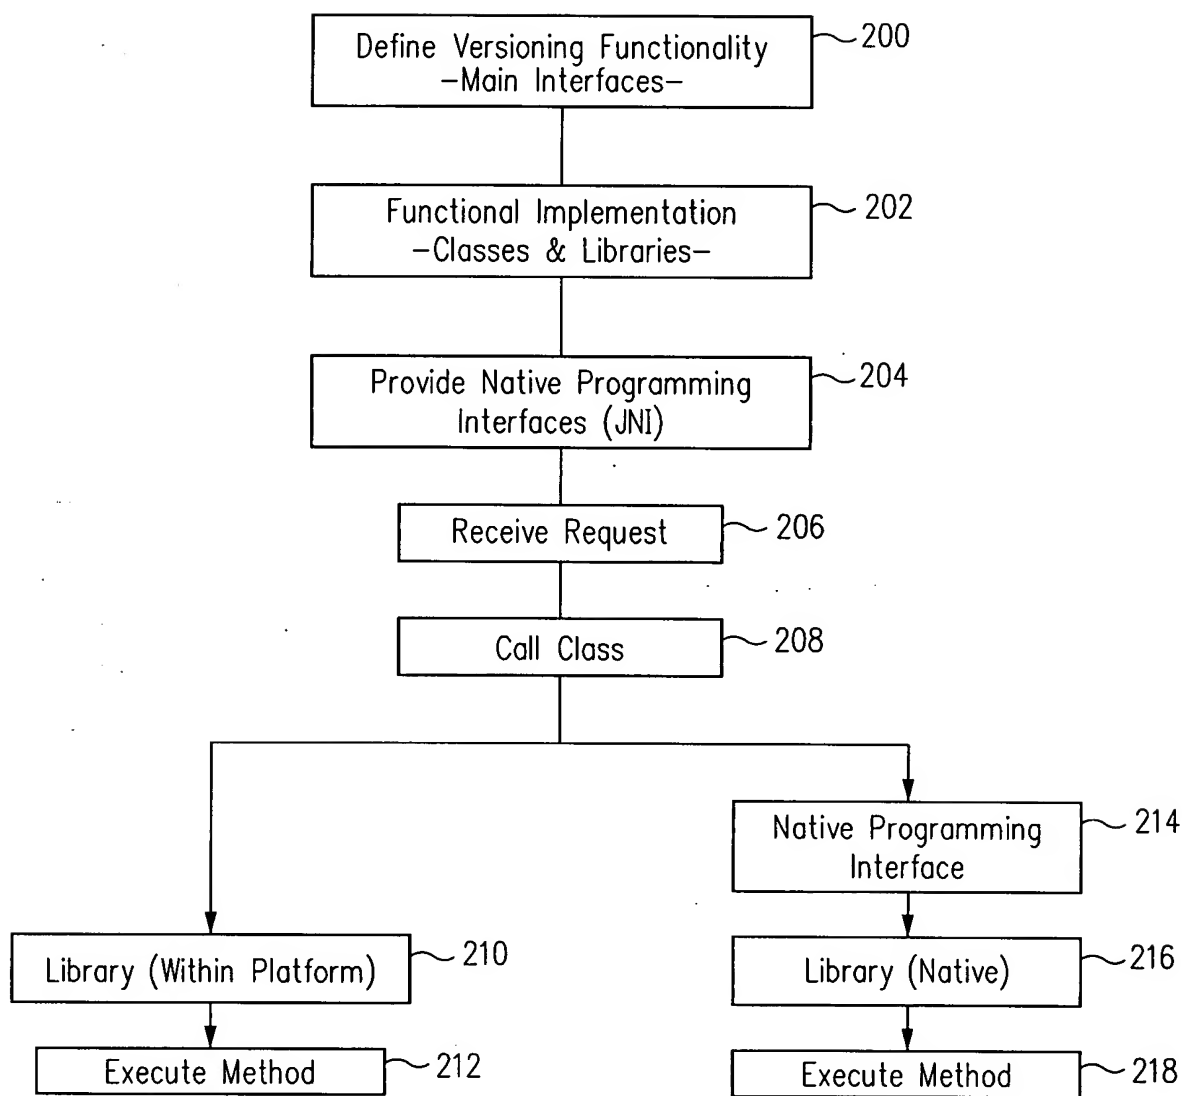 Define Versioning Functionality
–Main Interfaces–
200
Functional Implementation
–Classes & Libraries–
202
Provide Native Programming
Interfaces (JNI)
204
Receive Request
206
Call Class
208
Native Programming
Interface
214
Library (Within Platform)
210
Library (Native)
216
Execute Method
212
Execute Method
218